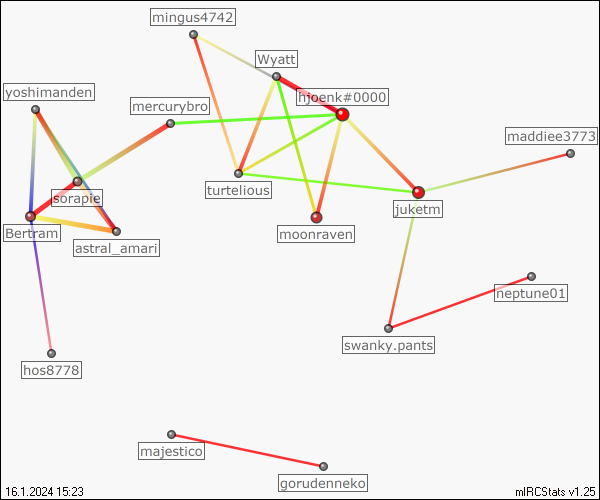 mingus4742
Wyatt
yoshimanden
hjoenk#0000
mercurybro
maddiee3773
turtelious
sorapie
juketm
Bertram
moonraven
astral_amari
neptune01
swanky.pants
hos8778
majestico
gorudenneko
16.1.2024 15:23
mIRCStats v1.25